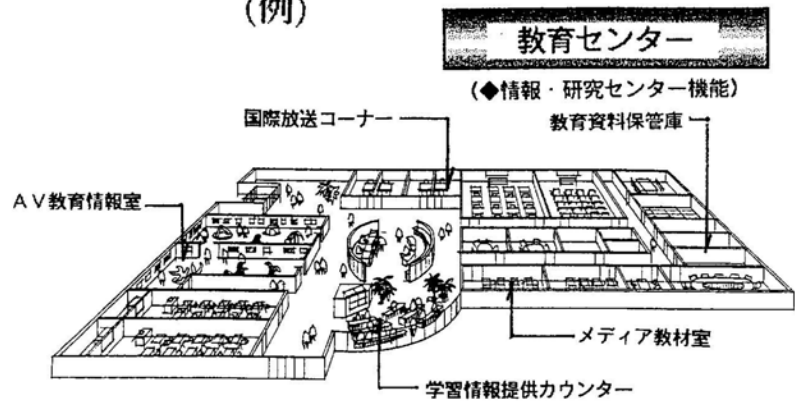 (例)
教育センター
(◆情報・研究センター機能)
国際放送コーナー
教育資料保管庫
AV教育情報室
メディア教材室
学習情報提供カウンター